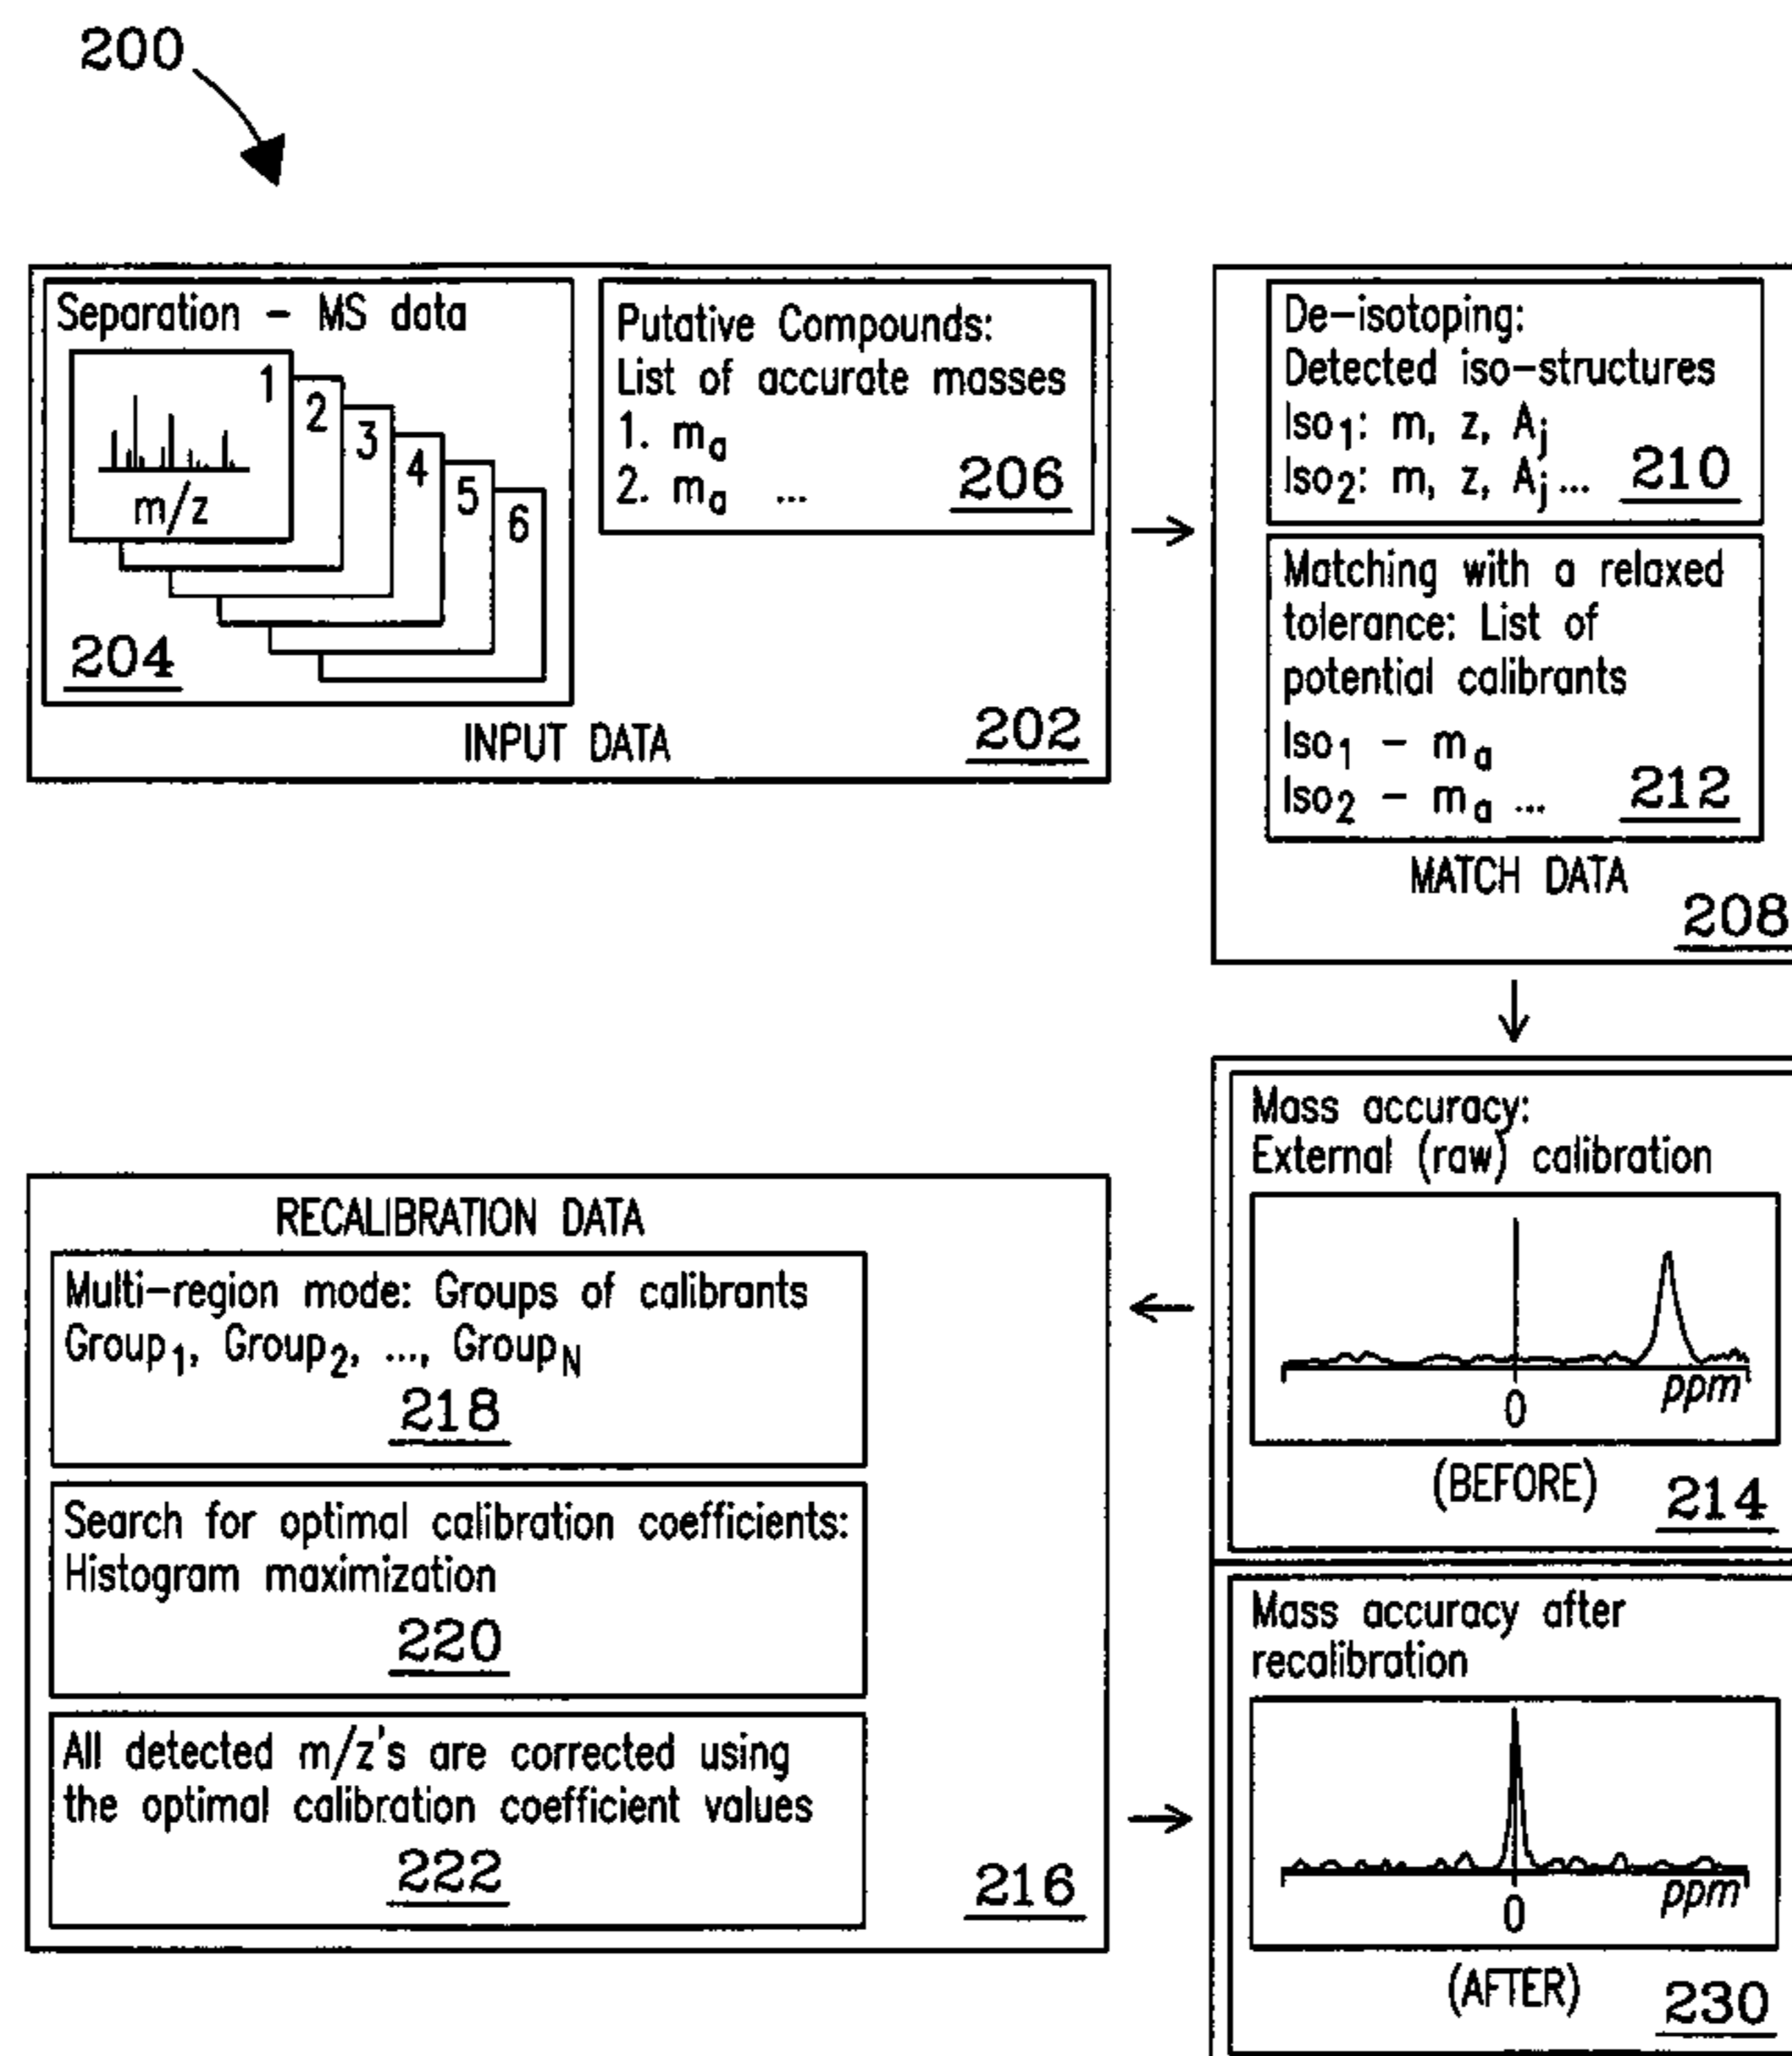 200
Separation - MS data
1
2
3
4
5
6
m/z
204
Putative Compounds:
List of accurate masses
1. mₐ
2. mₐ ...
206
INPUT DATA
202
De-isotoping:
Detected iso-structures
Iso₁: m, z, Aⱼ
Iso₂: m, z, Aⱼ...
210
Matching with a relaxed
tolerance: List of
potential calibrants
Iso₁ - mₐ
Iso₂ - mₐ ...
212
MATCH DATA
208
Mass accuracy:
External (raw) calibration
0
ppm
(BEFORE)
214
RECALIBRATION DATA
Multi-region mode: Groups of calibrants
Group₁, Group₂, ..., Group_N
218
Search for optimal calibration coefficients:
Histogram maximization
220
All detected m/z's are corrected using
the optimal calibration coefficient values
222
216
Mass accuracy after
recalibration
0
ppm
(AFTER)
230